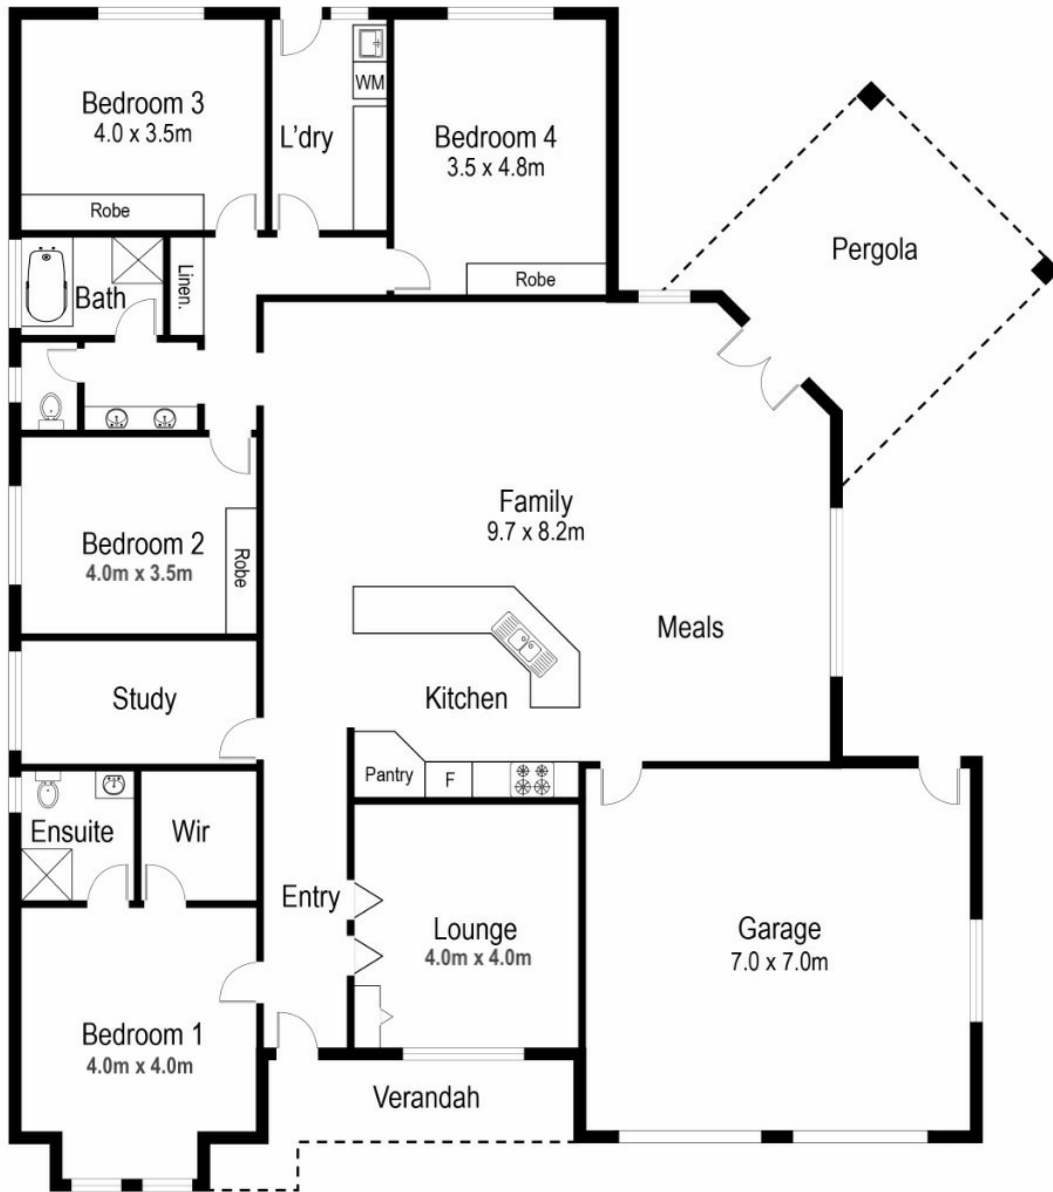 Bedroom 3
4.0 x 3.5m
Robe
L'dry
WM
Bedroom 4
3.5 x 4.8m
Robe
Pergola
Bath
Linen.
Family
9.7 x 8.2m
Bedroom 2
4.0m x 3.5m
Robe
Meals
Study
Kitchen
Pantry
F
Ensuite
Wir
Entry
Lounge
4.0m x 4.0m
Garage
7.0 x 7.0m
Bedroom 1
4.0m x 4.0m
Verandah